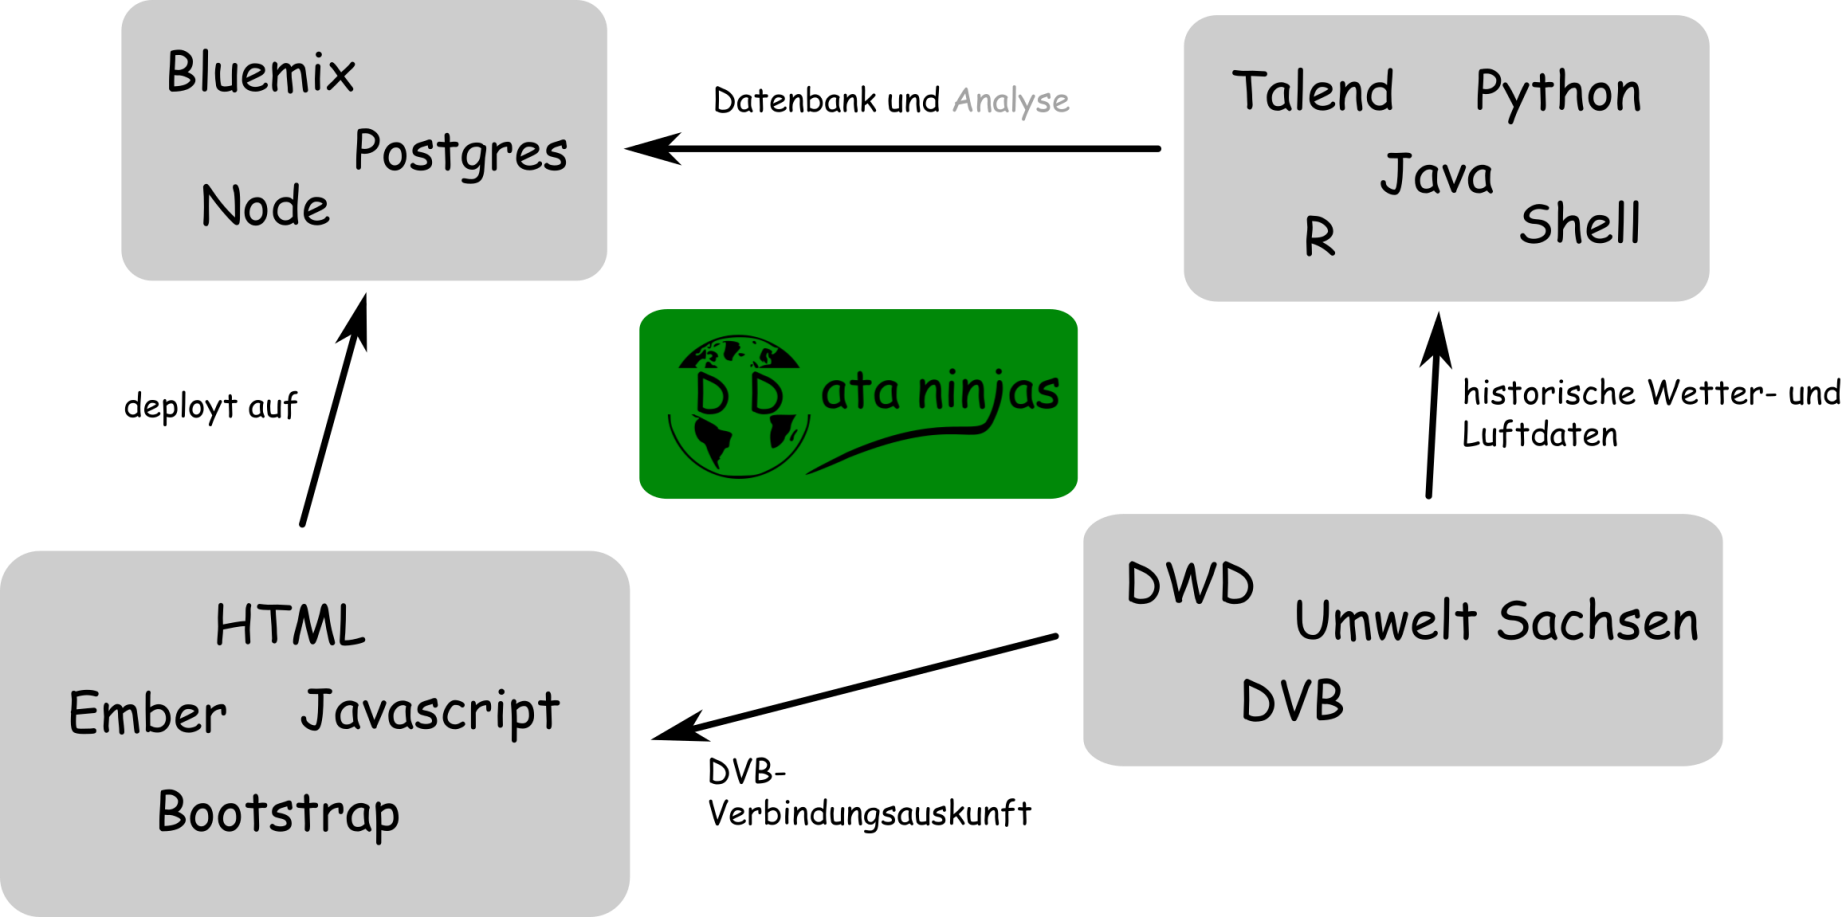 Bluemix
Postgres
Node
Datenbank und Analyse
Talend Python
Java
R Shell
deployt auf
D D ata ninjas
historische Wetter- und
Luftdaten
HTML
Ember Javascript
Bootstrap
DVB-
Verbindungsauskunft
DWD
Umwelt Sachsen
DVB